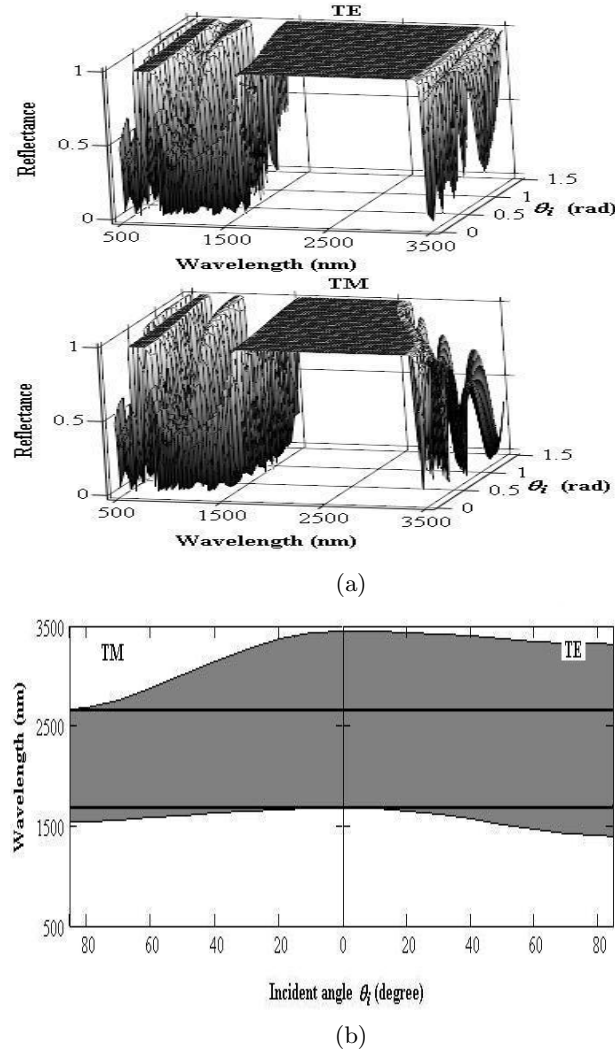 TE
Reflectance
1
0.5
0
500
1500
2500
3500
0
0.5
1
1.5
θi (rad)
Wavelength (nm)
TM
Reflectance
1
0.5
0
500
1500
2500
3500
0
0.5
1
1.5
θi (rad)
Wavelength (nm)
(a)
Wavelength (nm)
3500
2500
1500
500
TM
TE
80 60 40 20 0 20 40 60 80
Incident angle θi (degree)
(b)